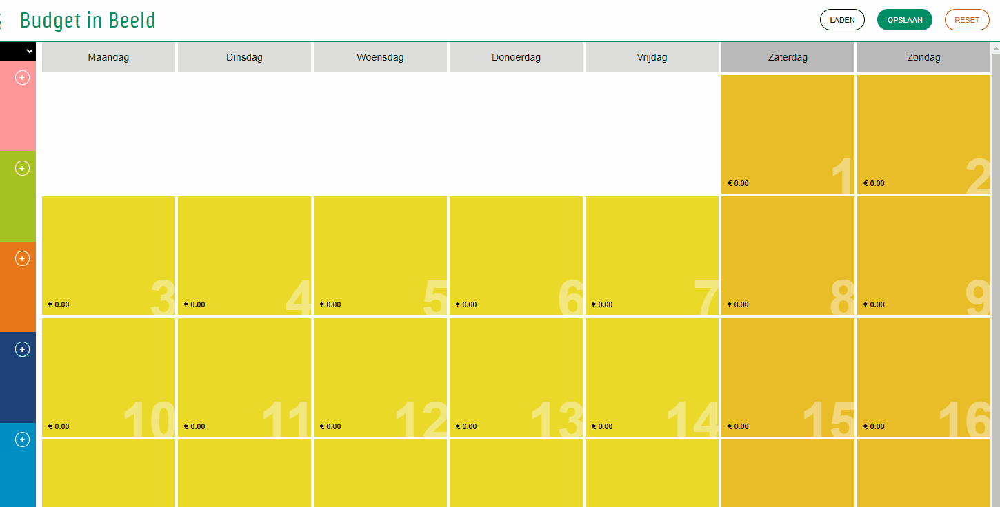 Budget in Beeld
LADEN OPSLAAN RESET
Maandag Dinsdag Woensdag Donderdag Vrijdag Zaterdag Zondag
+
€ 0.00 1 € 0.00 2
+
+
€ 0.00 3 € 0.00 4 € 0.00 5 € 0.00 6 € 0.00 7 € 0.00 8 € 0.00 9
+
€ 0.00 10 € 0.00 11 € 0.00 12 € 0.00 13 € 0.00 14 € 0.00 15 € 0.00 16
+